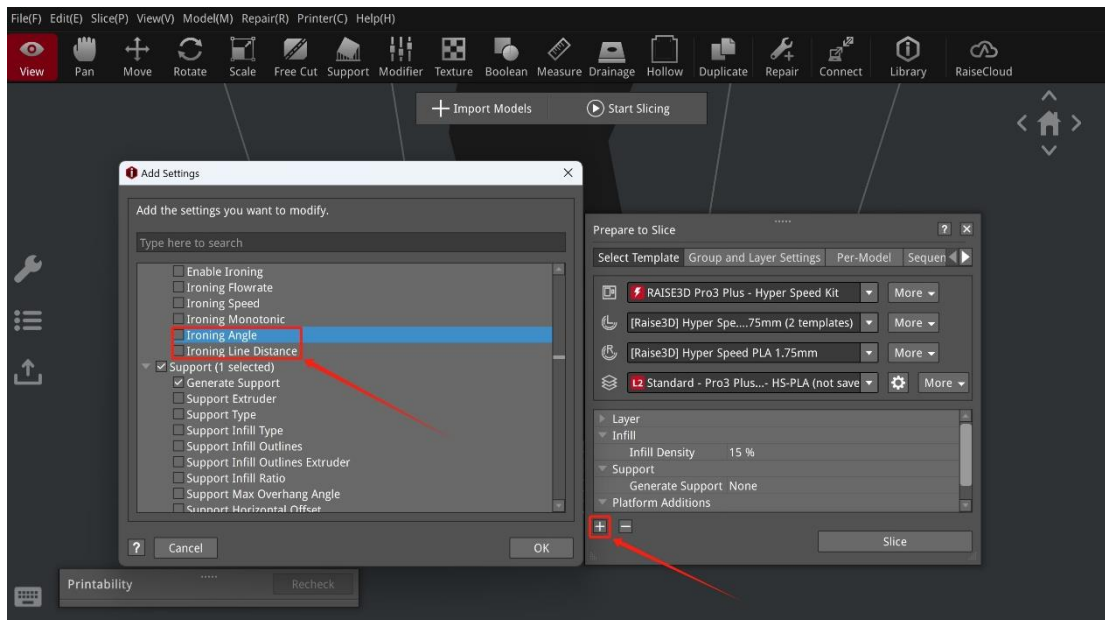 File(F) Edit(E) Slice(P) View(V) Model(M) Repair(R) Printer(C) Help(H)
View Pan Move Rotate Scale Free Cut Support Modifier Texture Boolean Measure Drainage Hollow Duplicate Repair Connect Library RaiseCloud
Import Models Start Slicing
Add Settings
Add the settings you want to modify.
Type here to search
Enable Ironing
Ironing Flowrate
Ironing Speed
Ironing Monotonic
Ironing Angle
Ironing Line Distance
Support (1 selected)
Generate Support
Support Extruder
Support Type
Support Infill Type
Support Infill Outlines
Support Infill Outlines Extruder
Support Infill Ratio
Support Max Overhang Angle
Support Horizontal Offset
? Cancel OK
Prepare to Slice ?
Select Template Group and Layer Settings Per-Model Sequen
RAISE3D Pro3 Plus - Hyper Speed Kit More
[Raise3D] Hyper Spe....75mm (2 templates) More
[Raise3D] Hyper Speed PLA 1.75mm More
L2 Standard - Pro3 Plus...- HS-PLA (not save More
Layer
Infill
Infill Density 15 %
Support
Generate Support None
Platform Additions
Slice
Printability Recheck